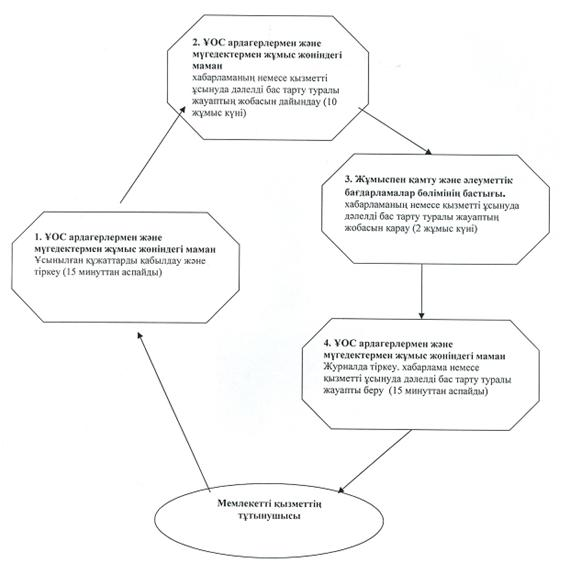 2. ҰОС ардагерлермен және
мүгедектермен жұмыс жөніндегі
маман
хабарламаның немесе қызметті
ұсынуда дәлелді бас тарту туралы
жауаптың жобасын дайындау (10
жұмыс күні)
3. Жұмыспен қамту және әлеуметтік
бағдарламалар бөлімінің бастығы.
хабарламаның немесе қызметті ұсынуда
дәлелді бас тарту туралы жауаптың
жобасын қарау (2 жұмыс күні)
1. ҰОС ардагерлермен және
мүгедектермен жұмыс жөніндегі маман
Ұсынылған құжаттарды қабылдау және
тіркеу (15 минуттан аспайды)
4. ҰОС ардагерлермен және
мүгедектермен жұмыс жөніндегі маман
Журналда тіркеу. хабарлама немесе
қызметті ұсынуда дәлелді бас тарту туралы
жауапты беру (15 минуттан аспайды)
Мемлекетті қызметтің
тұтынушысы